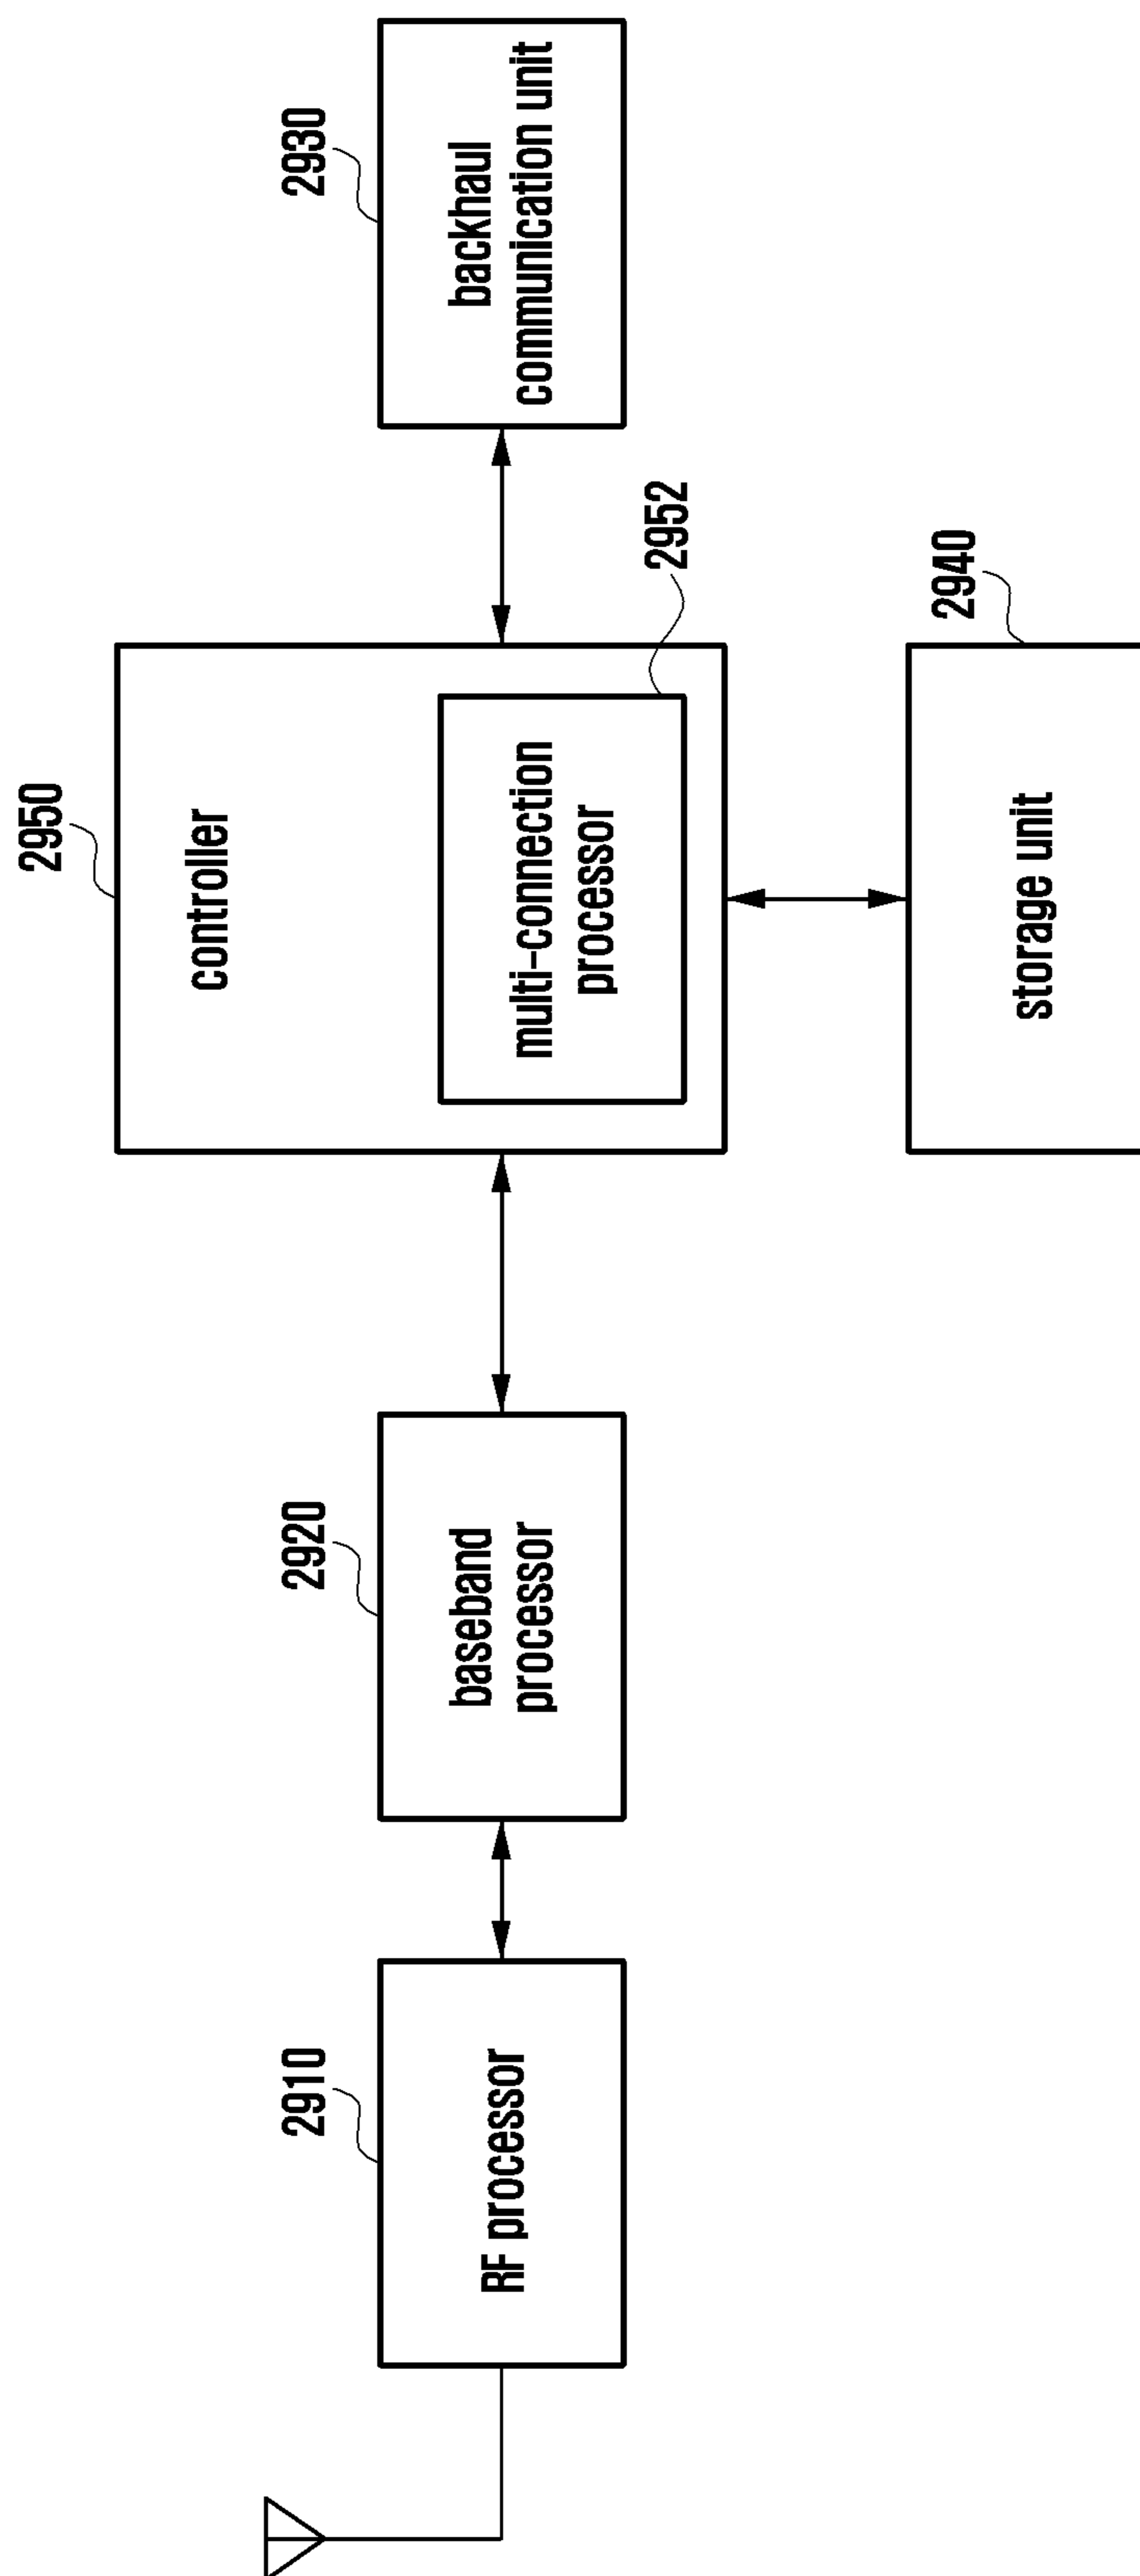 2950
controller
2910
RF processor
2920
baseband
processor
2930
backhaul
communication unit
multi-connection
processor
2952
2940
storage unit